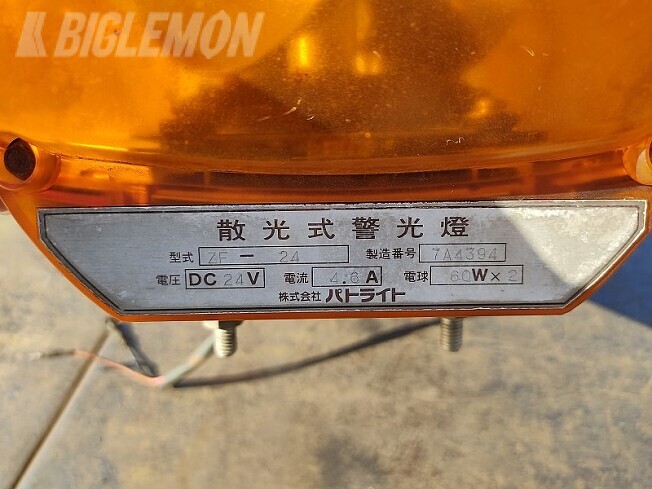 BIGLEMON
散光式警光燈
型式 ZF－24 製造番号 7A4394
電圧 DC 24V 電流 4.6A 電球 60W×2
株式会社 パトライト